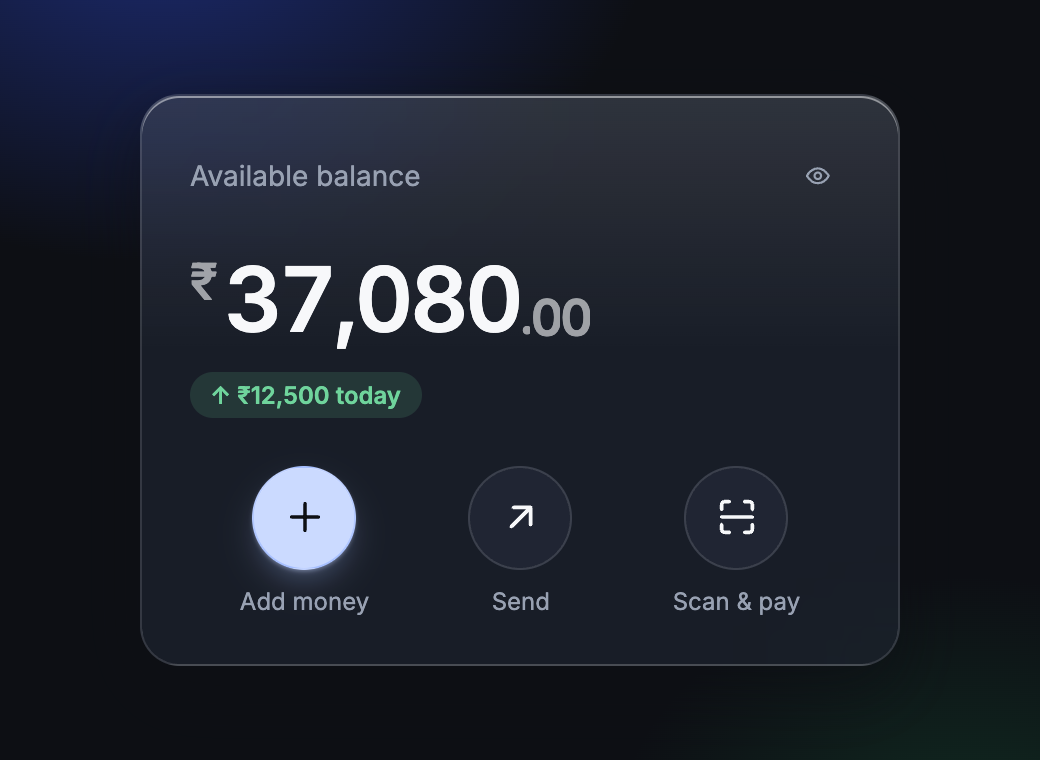 Available balance
₹37,080.00
↑ ₹12,500 today
Add money
Send
Scan & pay